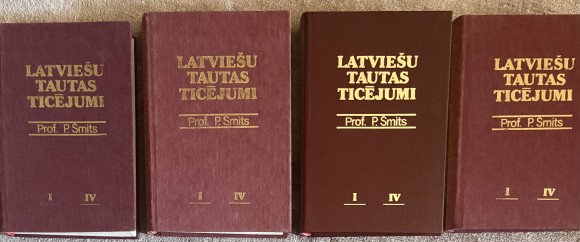 LATVIEŠU
TAUTAS
TICĒJUMI
Prof. P. Šmits
I IV
LATVIEŠU
TAUTAS
TICĒJUMI
Prof. P. Šmits
I IV
LATVIEŠU
TAUTAS
TICĒJUMI
Prof. P. Šmits
I IV
LATVIEŠU
TAUTAS
TICĒJUMI
Prof. P. Šmits
I IV